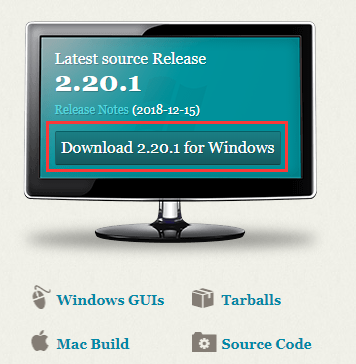 Latest source Release
2.20.1
Release Notes (2018-12-15)
Download 2.20.1 for Windows
Windows GUIs
Tarballs
Mac Build
Source Code